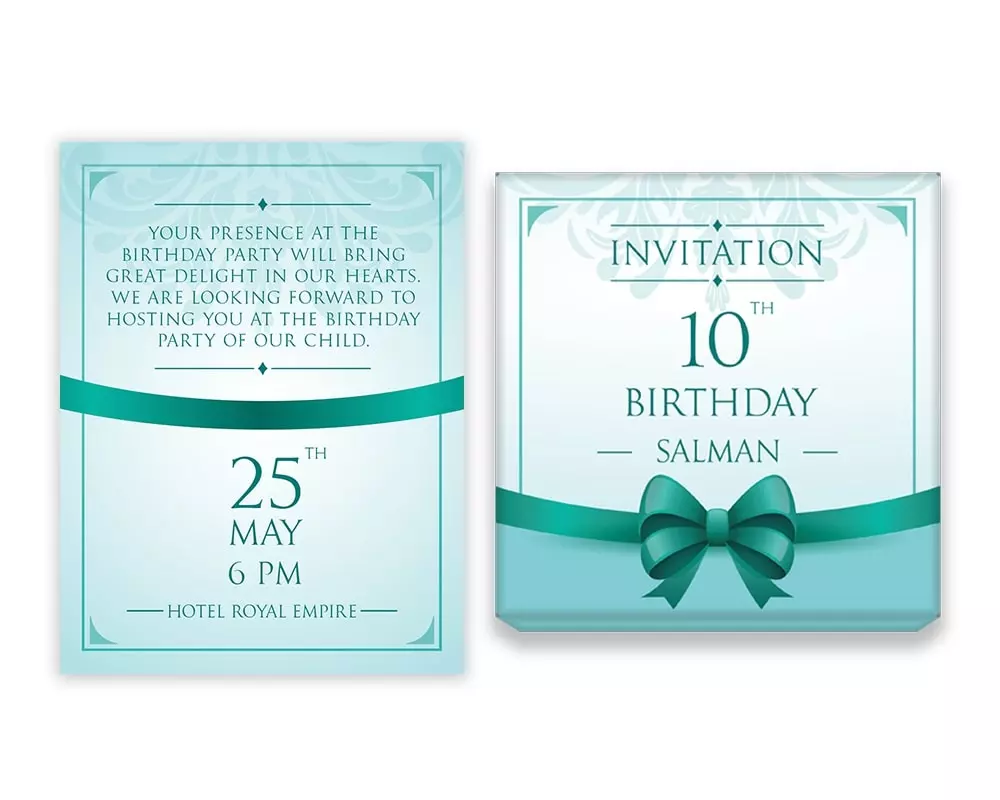 YOUR PRESENCE AT THE
BIRTHDAY PARTY WILL BRING
GREAT DELIGHT IN OUR HEARTS.
WE ARE LOOKING FORWARD TO
HOSTING YOU AT THE BIRTHDAY
PARTY OF OUR CHILD.
25TH
MAY
6 PM
HOTEL ROYAL EMPIRE
INVITATION
10TH
BIRTHDAY
SALMAN